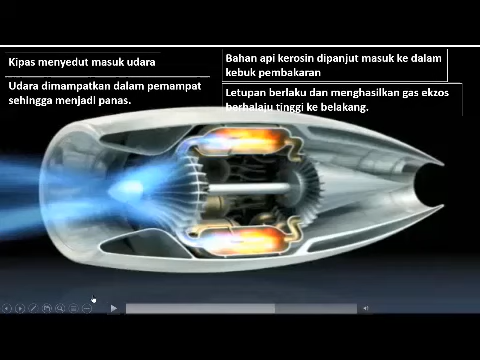 Kipas menyedut masuk udara
Udara dimampatkan dalam pemampat
sehingga menjadi panas.
Bahan api kerosin dipanjut masuk ke dalam
kebuk pembakaran
Letupan berlaku dan menghasilkan gas ekzos
berhalaju tinggi ke belakang.